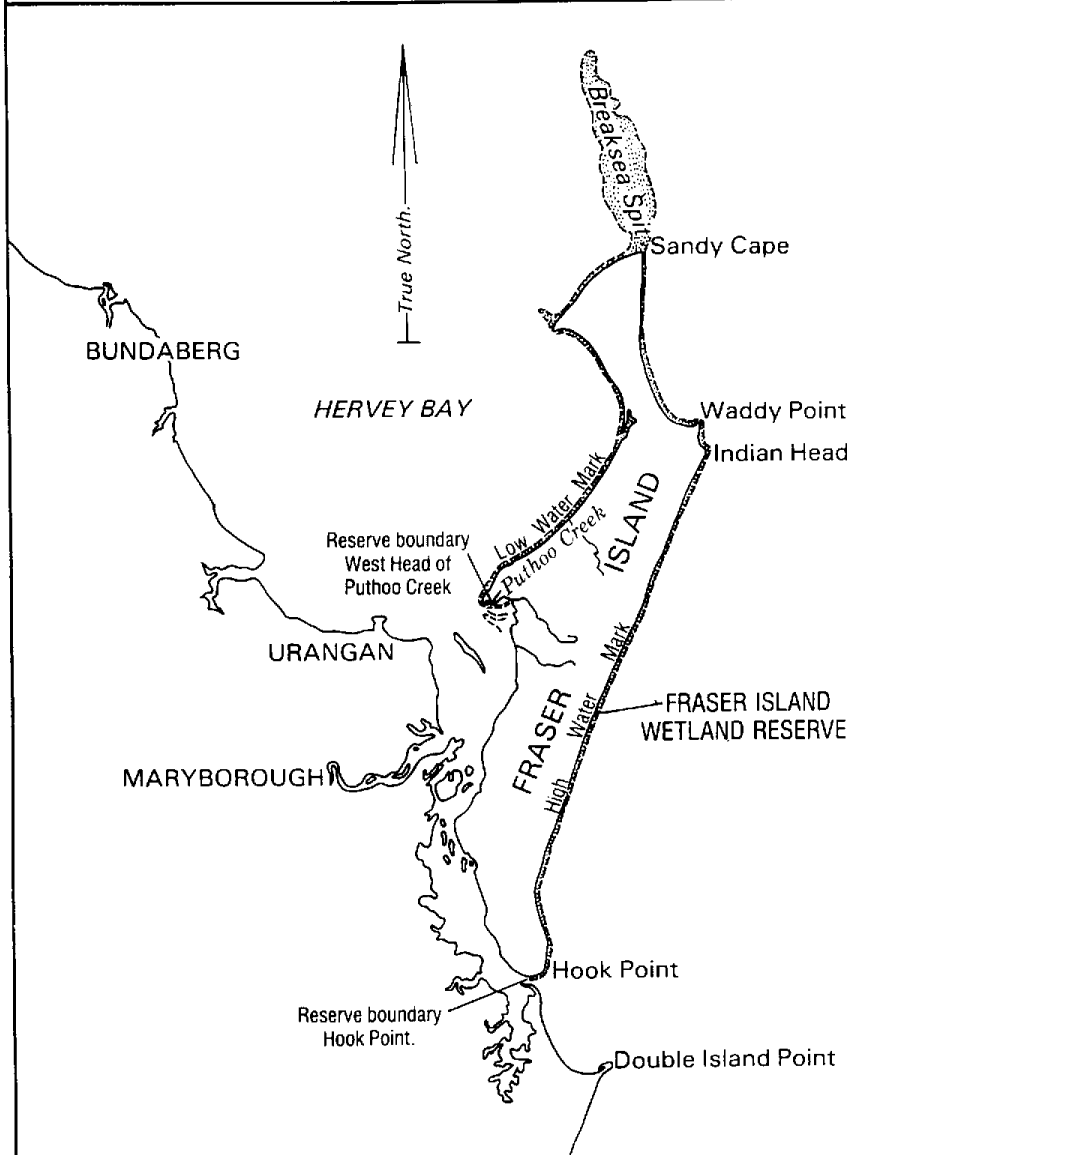 Breaksea Spit
True North.
Sandy Cape
BUNDABERG
HERVEY BAY
Waddy Point
Indian Head
Low Water Mark
Puthoo Creek
Reserve boundary
West Head of
Puthoo Creek
FRASER ISLAND
URANGAN
High Water Mark
FRASER ISLAND
WETLAND RESERVE
MARYBOROUGH
Hook Point
Reserve boundary
Hook Point.
Double Island Point